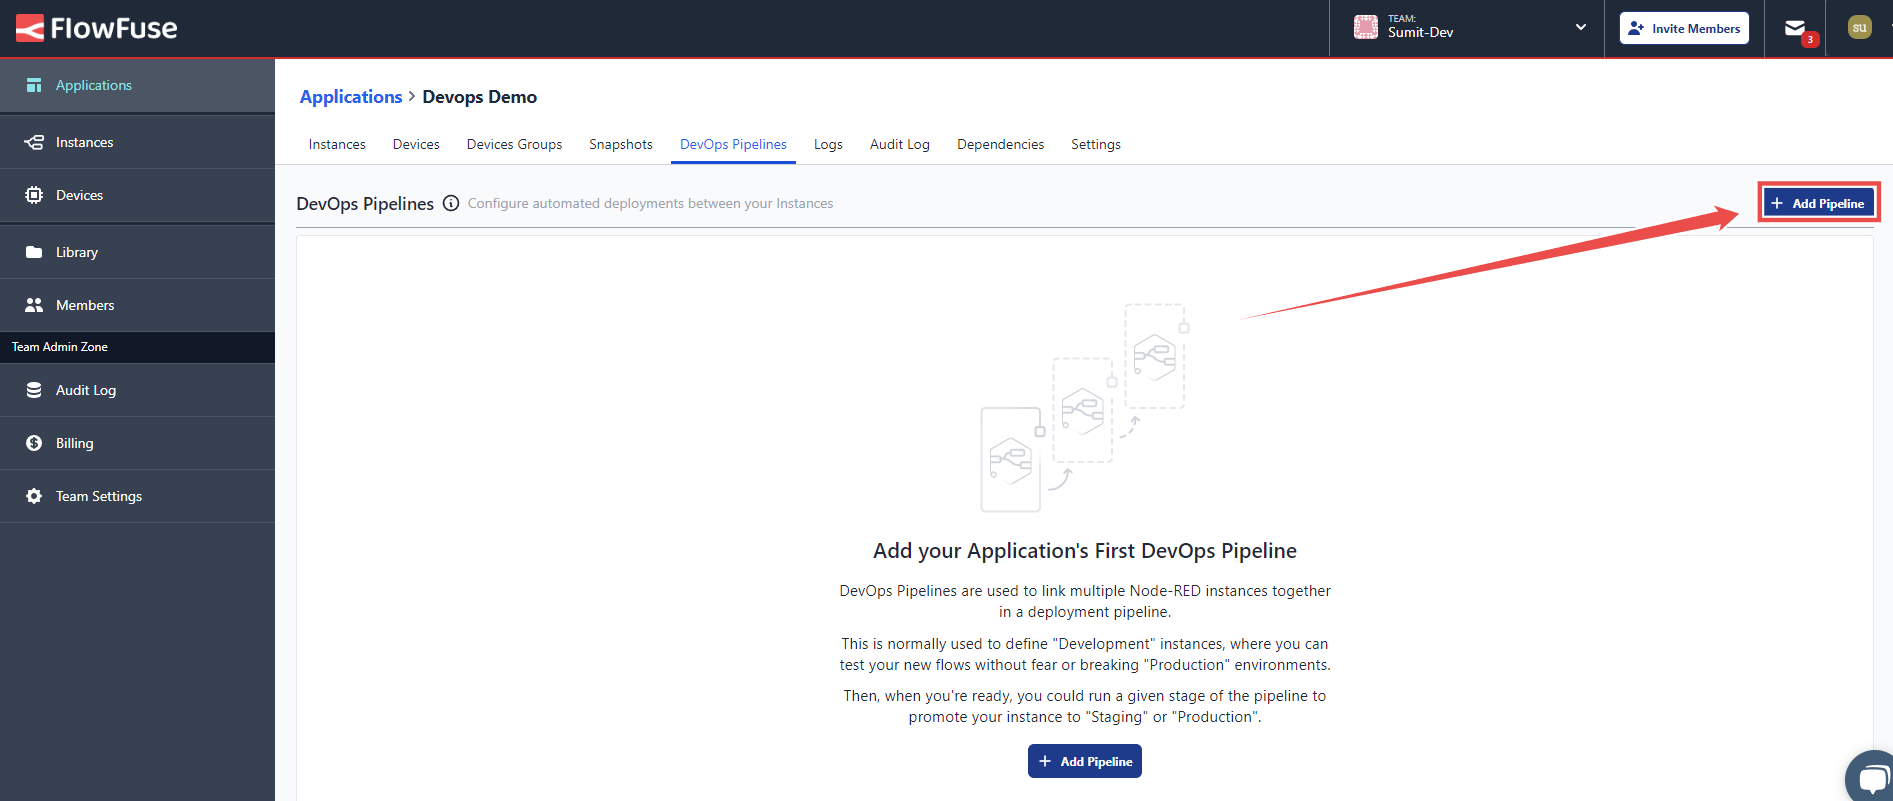 FlowFuse
TEAM:
Sumit-Dev
Invite Members
3
su
Applications
Instances
Devices
Library
Members
Team Admin Zone
Audit Log
Billing
Team Settings
Applications > Devops Demo
Instances Devices Devices Groups Snapshots DevOps Pipelines Logs Audit Log Dependencies Settings
DevOps Pipelines Configure automated deployments between your Instances
+ Add Pipeline
Add your Application's First DevOps Pipeline
DevOps Pipelines are used to link multiple Node-RED instances together
in a deployment pipeline.
This is normally used to define "Development" instances, where you can
test your new flows without fear or breaking "Production" environments.
Then, when you're ready, you could run a given stage of the pipeline to
promote your instance to "Staging" or "Production".
+ Add Pipeline